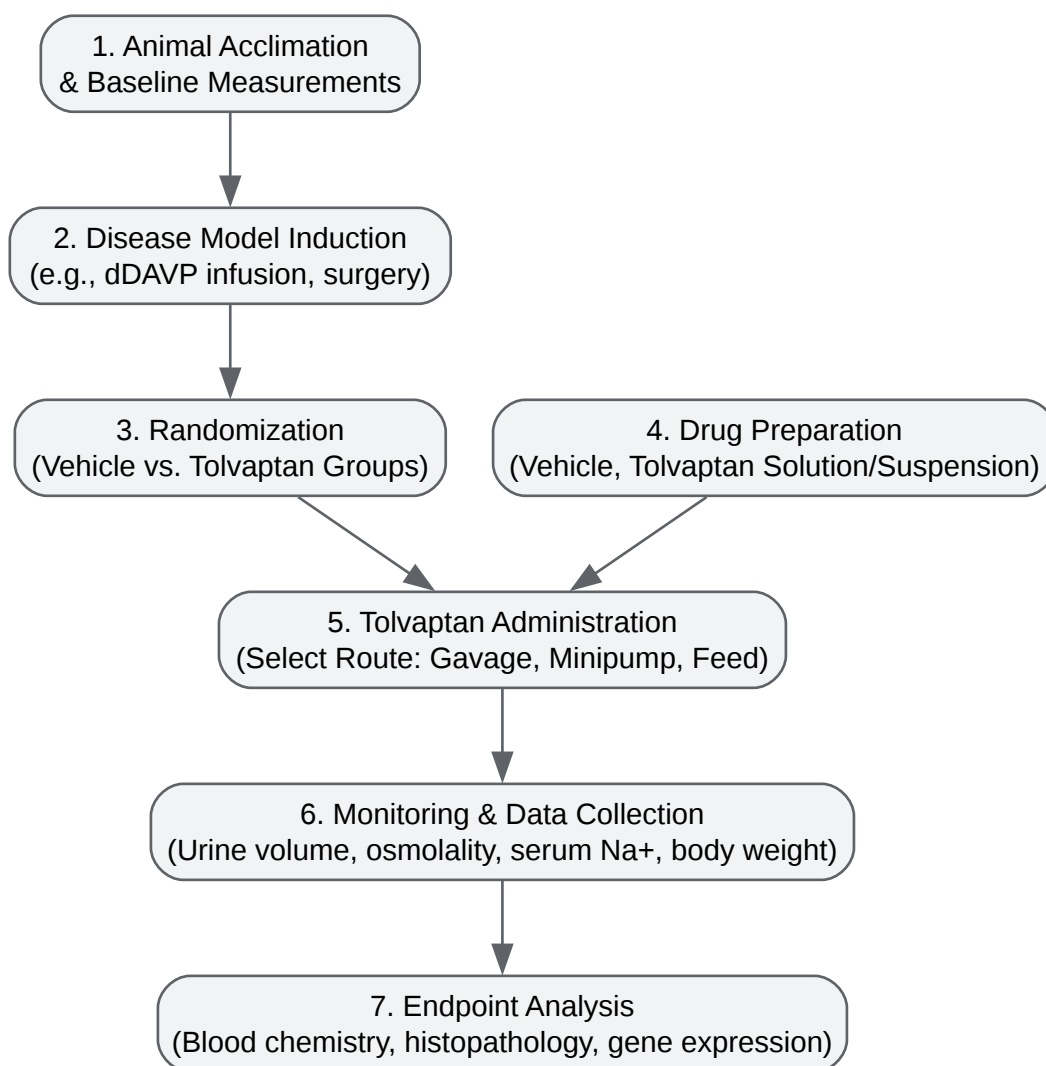 1. Animal Acclimation
& Baseline Measurements
2. Disease Model Induction
(e.g., dDAVP infusion, surgery)
3. Randomization
(Vehicle vs. Tolvaptan Groups)
4. Drug Preparation
(Vehicle, Tolvaptan Solution/Suspension)
5. Tolvaptan Administration
(Select Route: Gavage, Minipump, Feed)
6. Monitoring & Data Collection
(Urine volume, osmolality, serum Na+, body weight)
7. Endpoint Analysis
(Blood chemistry, histopathology, gene expression)